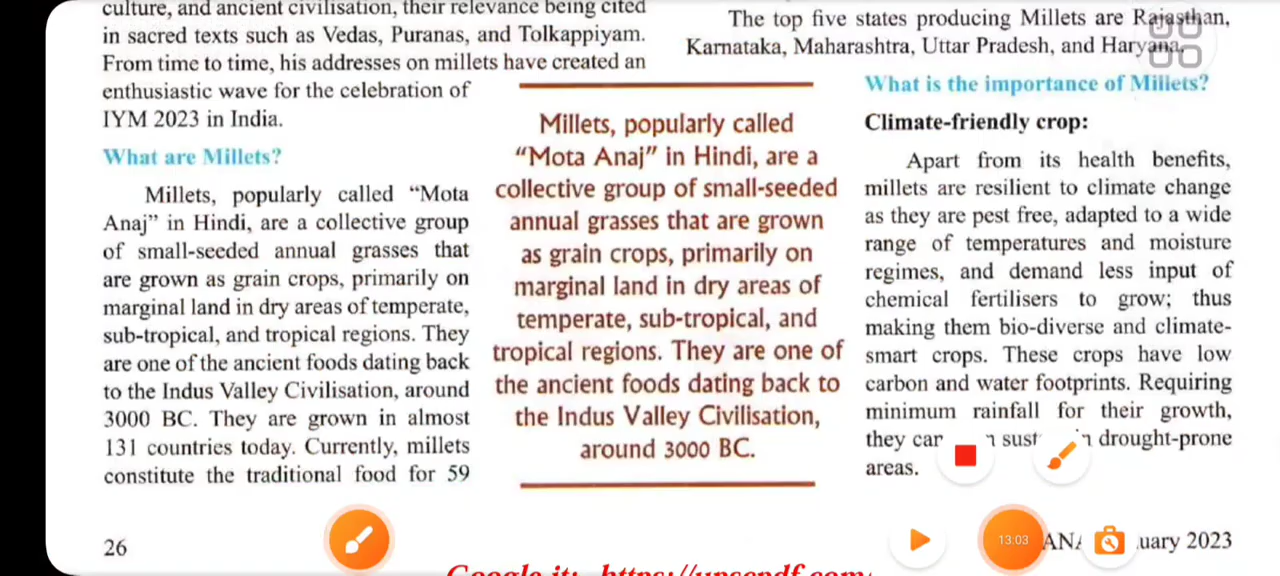 culture, and ancient civilisation, their relevance being cited
in sacred texts such as Vedas, Puranas, and Tolkappiyam.
From time to time, his addresses on millets have created an
enthusiastic wave for the celebration of
IYM 2023 in India.
What are Millets?
Millets, popularly called “Mota
Anaj” in Hindi, are a collective group
of small-seeded annual grasses that
are grown as grain crops, primarily on
marginal land in dry areas of temperate,
sub-tropical, and tropical regions. They
are one of the ancient foods dating back
to the Indus Valley Civilisation, around
3000 BC. They are grown in almost
131 countries today. Currently, millets
constitute the traditional food for 59
Millets, popularly called
“Mota Anaj” in Hindi, are a
collective group of small-seeded
annual grasses that are grown
as grain crops, primarily on
marginal land in dry areas of
temperate, sub-tropical, and
tropical regions. They are one of
the ancient foods dating back to
the Indus Valley Civilisation,
around 3000 BC.
The top five states producing Millets are Rajasthan,
Karnataka, Maharashtra, Uttar Pradesh, and Haryana.
What is the importance of Millets?
Climate-friendly crop:
Apart from its health benefits,
millets are resilient to climate change
as they are pest free, adapted to a wide
range of temperatures and moisture
regimes, and demand less input of
chemical fertilisers to grow; thus
making them bio-diverse and climate-
smart crops. These crops have low
carbon and water footprints. Requiring
minimum rainfall for their growth,
they drought-prone
areas.
26
13:03
2023
Google it:- https://upscpdf.com